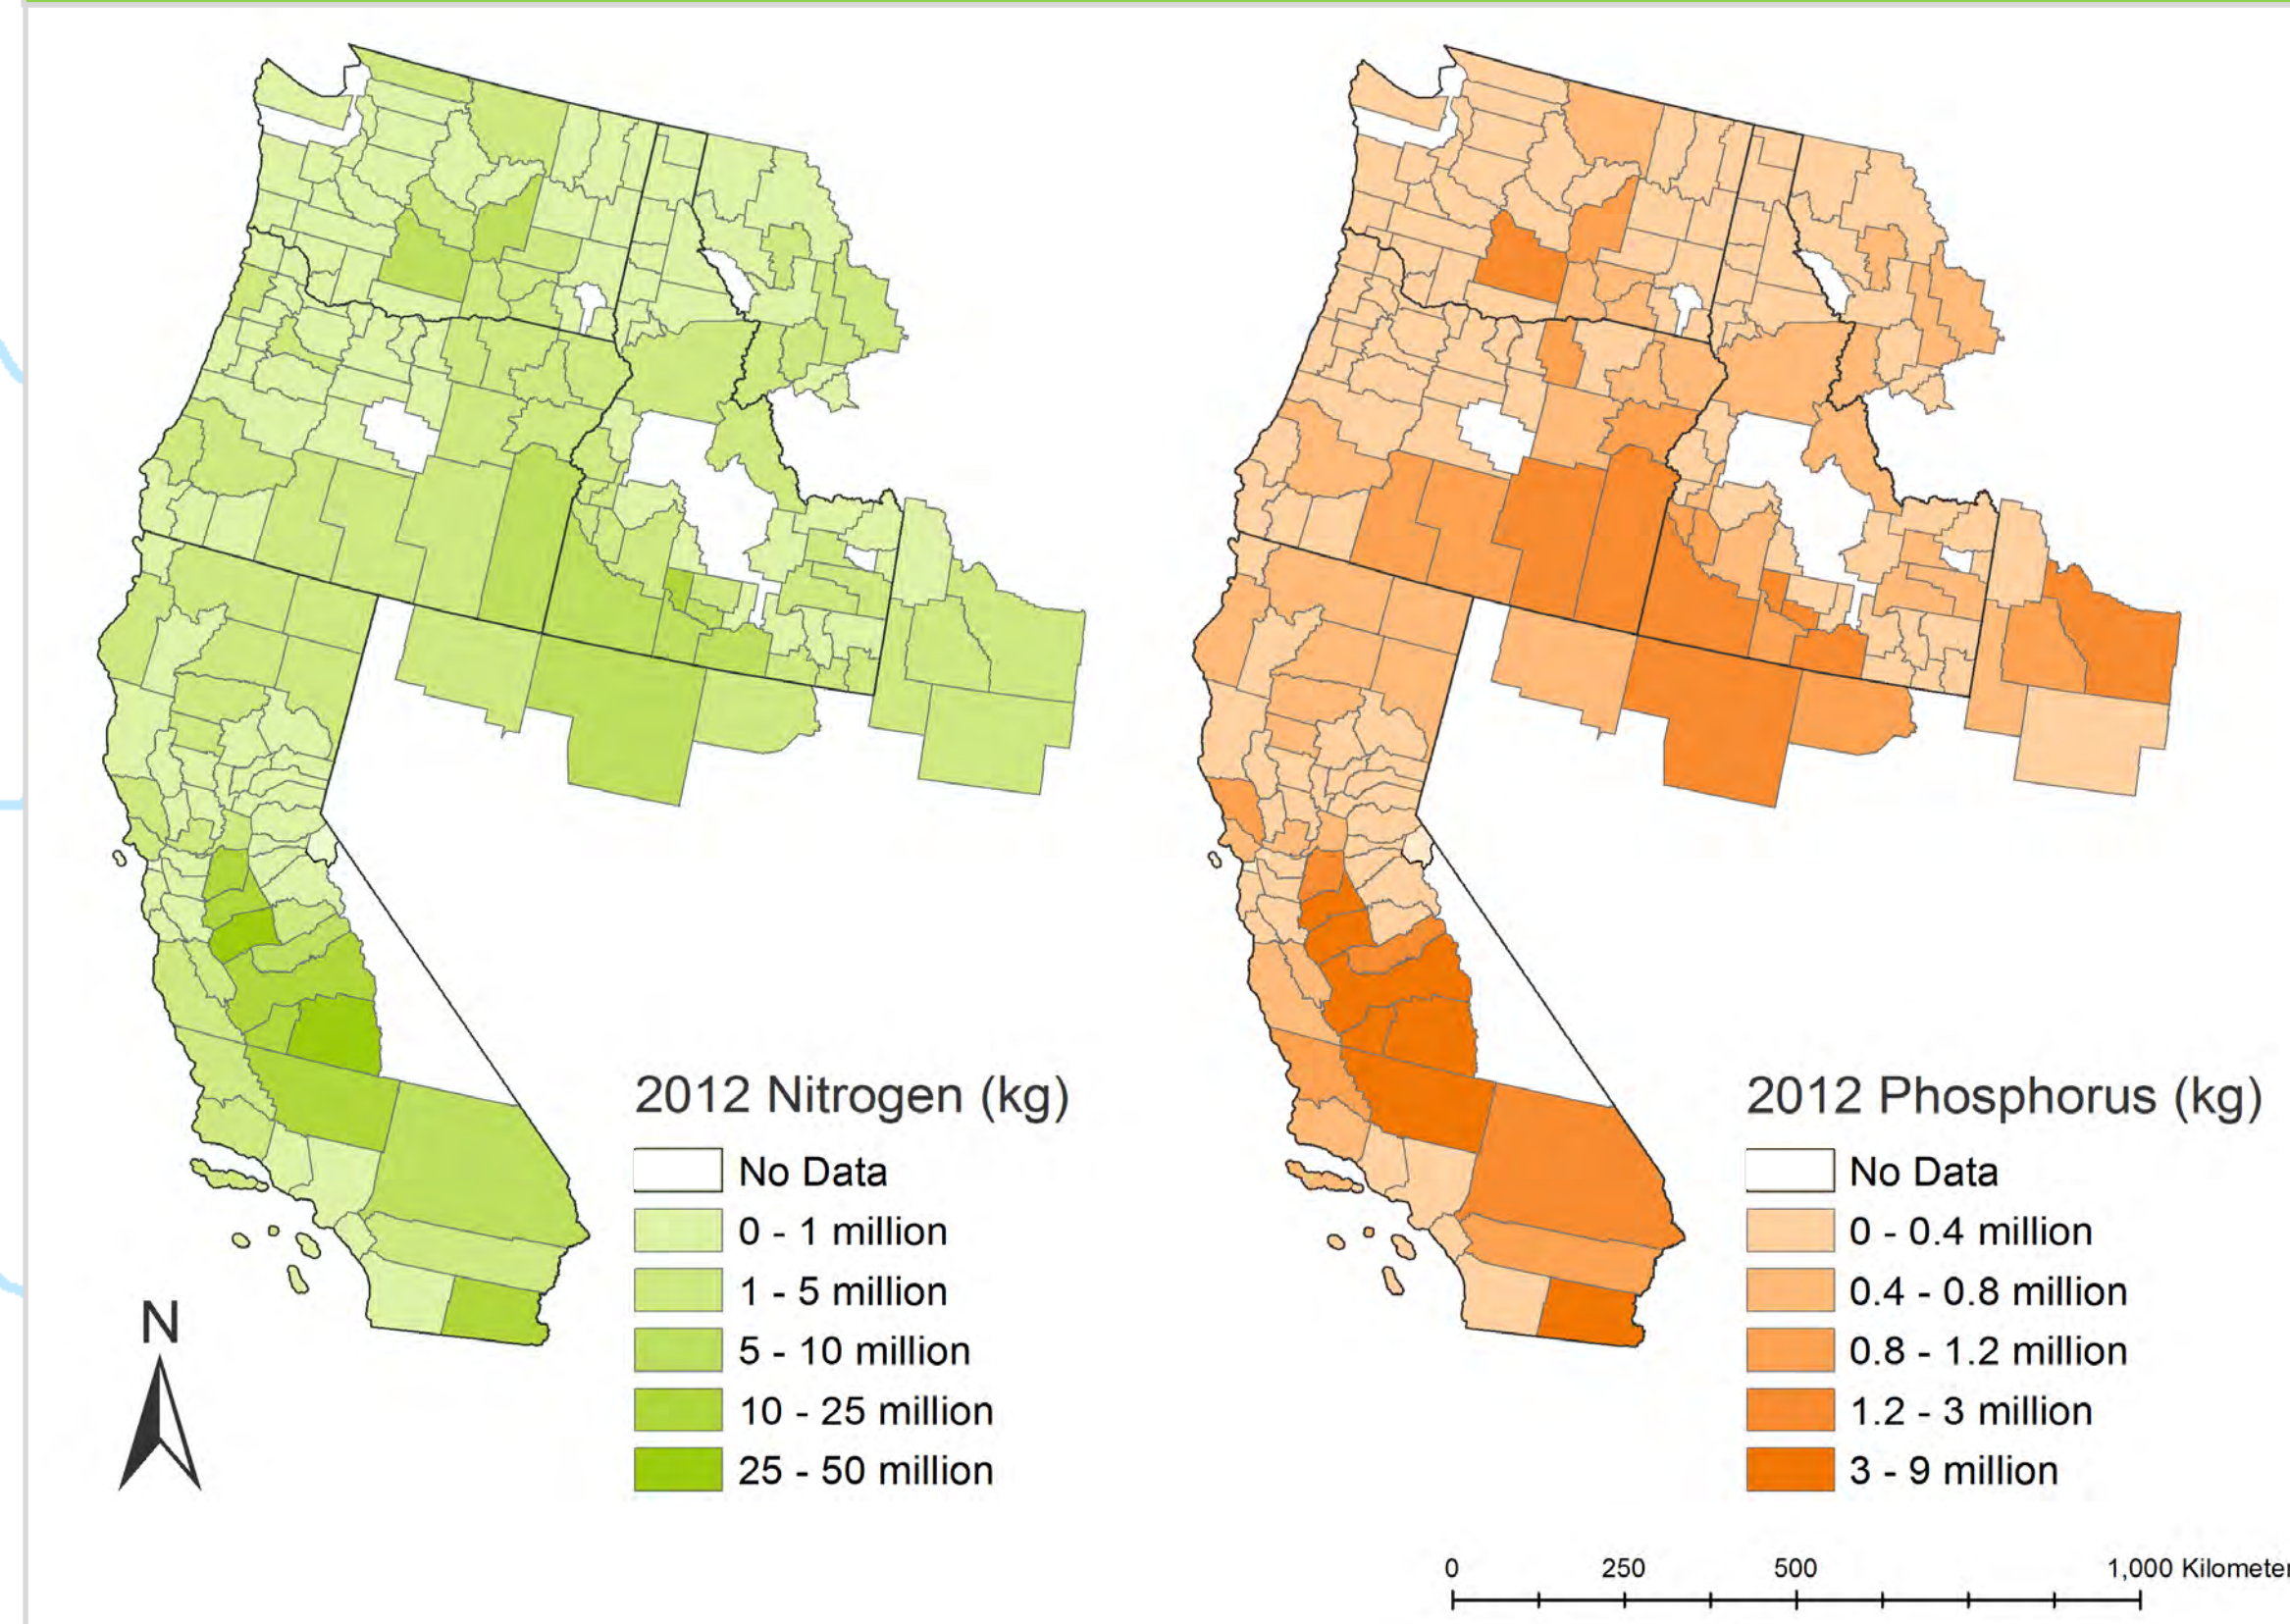 2012 Nitrogen (kg)
No Data
0 - 1 million
1 - 5 million
5 - 10 million
10 - 25 million
25 - 50 million
N
2012 Phosphorus (kg)
No Data
0 - 0.4 million
0.4 - 0.8 million
0.8 - 1.2 million
1.2 - 3 million
3 - 9 million
0 250 500 1,000 Kilometer